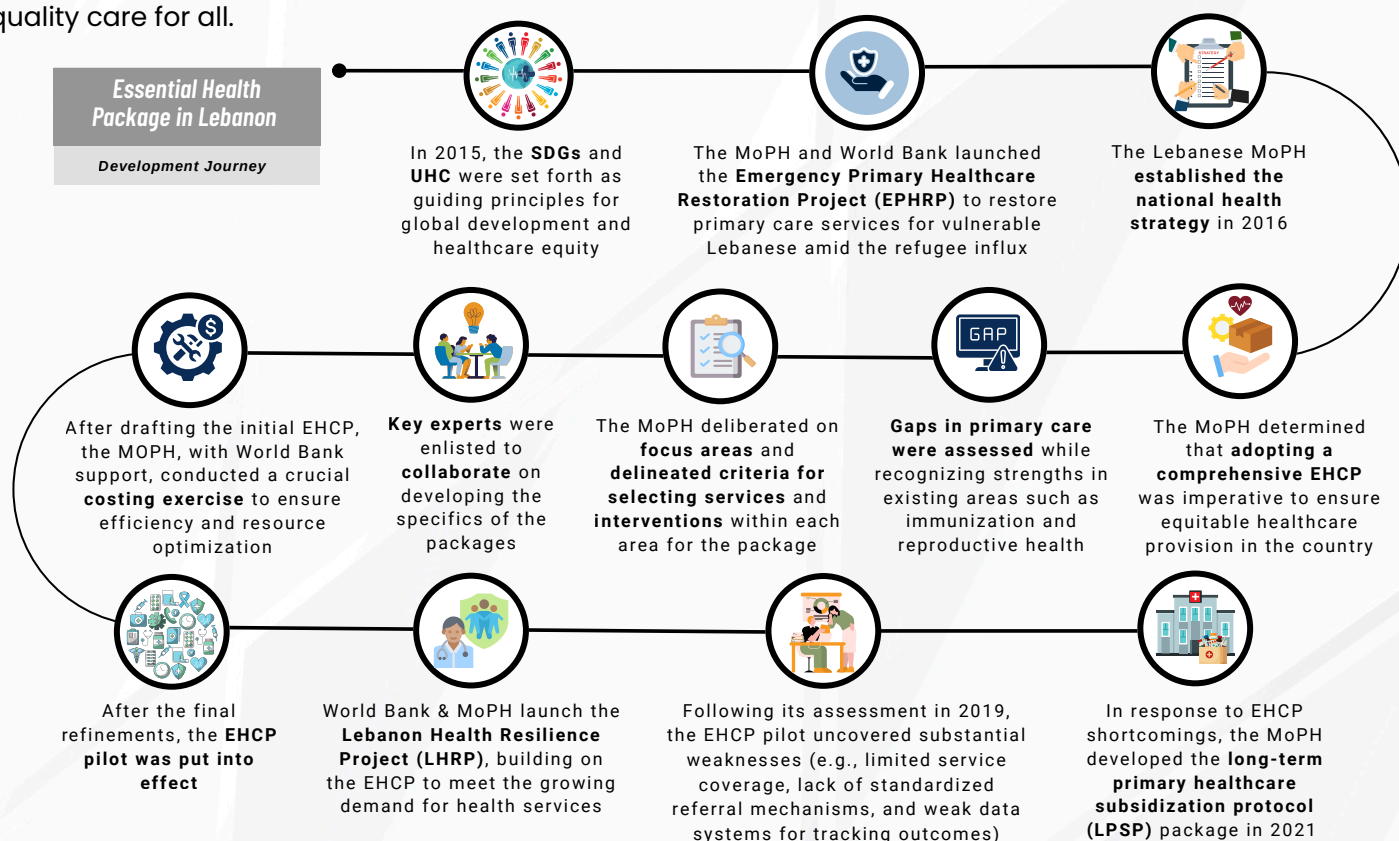 quality care for all.
Essential Health
Package in Lebanon
Development Journey
STRATEGY
In 2015, the SDGs and
UHC were set forth as
guiding principles for
global development and
healthcare equity
The MoPH and World Bank launched
the Emergency Primary Healthcare
Restoration Project (EPHRP) to restore
primary care services for vulnerable
Lebanese amid the refugee influx
The Lebanese MoPH
established the
national health
strategy in 2016
GAP
The MoPH determined
that adopting a
comprehensive EHCP
was imperative to ensure
equitable healthcare
provision in the country
Gaps in primary care
were assessed while
recognizing strengths in
existing areas such as
immunization and
reproductive health
The MoPH deliberated on
focus areas and
delineated criteria for
selecting services and
interventions within each
area for the package
Key experts were
enlisted to
collaborate on
developing the
specifics of the
packages
$
After drafting the initial EHCP,
the MOPH, with World Bank
support, conducted a crucial
costing exercise to ensure
efficiency and resource
optimization
After the final
refinements, the EHCP
pilot was put into
effect
World Bank & MoPH launch the
Lebanon Health Resilience
Project (LHRP), building on
the EHCP to meet the growing
demand for health services
Following its assessment in 2019,
the EHCP pilot uncovered substantial
weaknesses (e.g., limited service
coverage, lack of standardized
referral mechanisms, and weak data
systems for tracking outcomes)
In response to EHCP
shortcomings, the MoPH
developed the long-term
primary healthcare
subsidization protocol
(LPSP) package in 2021